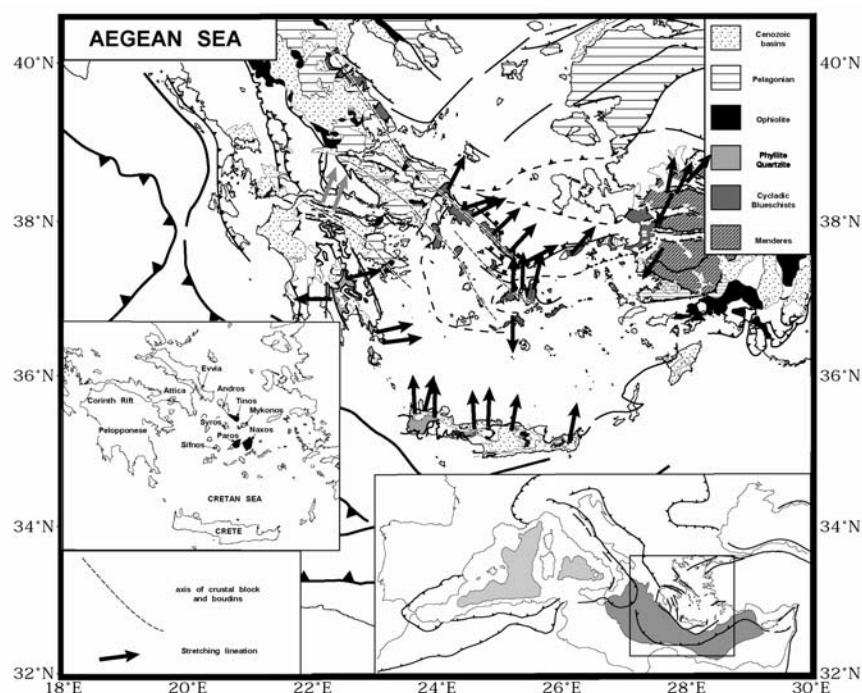 AEGEAN SEA
Cenozoic
basins
Pelagonian
Ophiolite
Phyllite
Quartzite
Cycladic
Blueschists
Menderes
40°N
38°N
36°N
34°N
32°N
40°N
38°N
36°N
34°N
32°N
Evvia
Attica
Andros
Corinth Rift
Tinos
Mykonos
Syros
Peloponnese
Paros
Naxos
Sifnos
CRETAN SEA
CRETE
axis of crustal block
and boudins
Stretching lineation
18°E
20°E
22°E
24°E
26°E
28°E
30°E